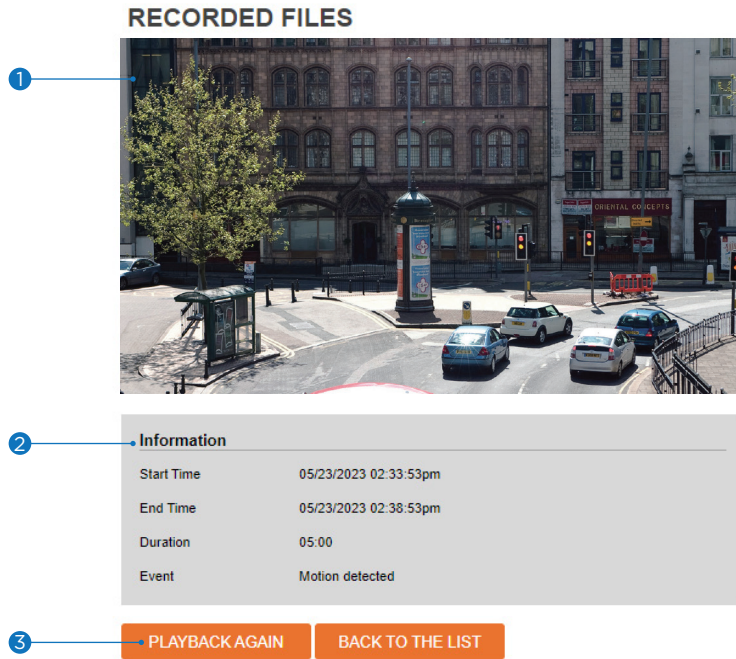 RECORDED FILES
1
ORIENTAL CONCEPTS
2
Information
Start Time 05/23/2023 02:33:53pm
End Time 05/23/2023 02:38:53pm
Duration 05:00
Event Motion detected
3
PLAYBACK AGAIN BACK TO THE LIST